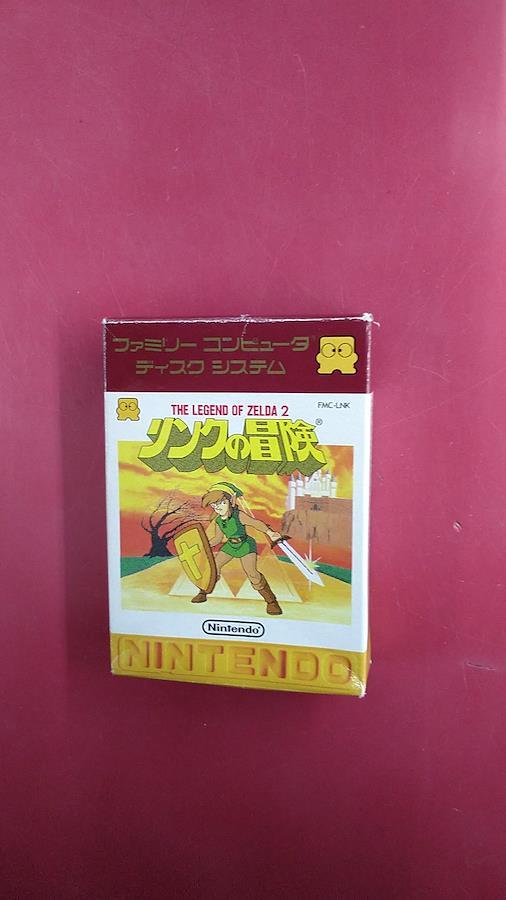 ファミリー コンピュータ
ディスク システム
THE LEGEND OF ZELDA 2
FMC-LNK
リンクの冒険®
Nintendo®
NINTENDO